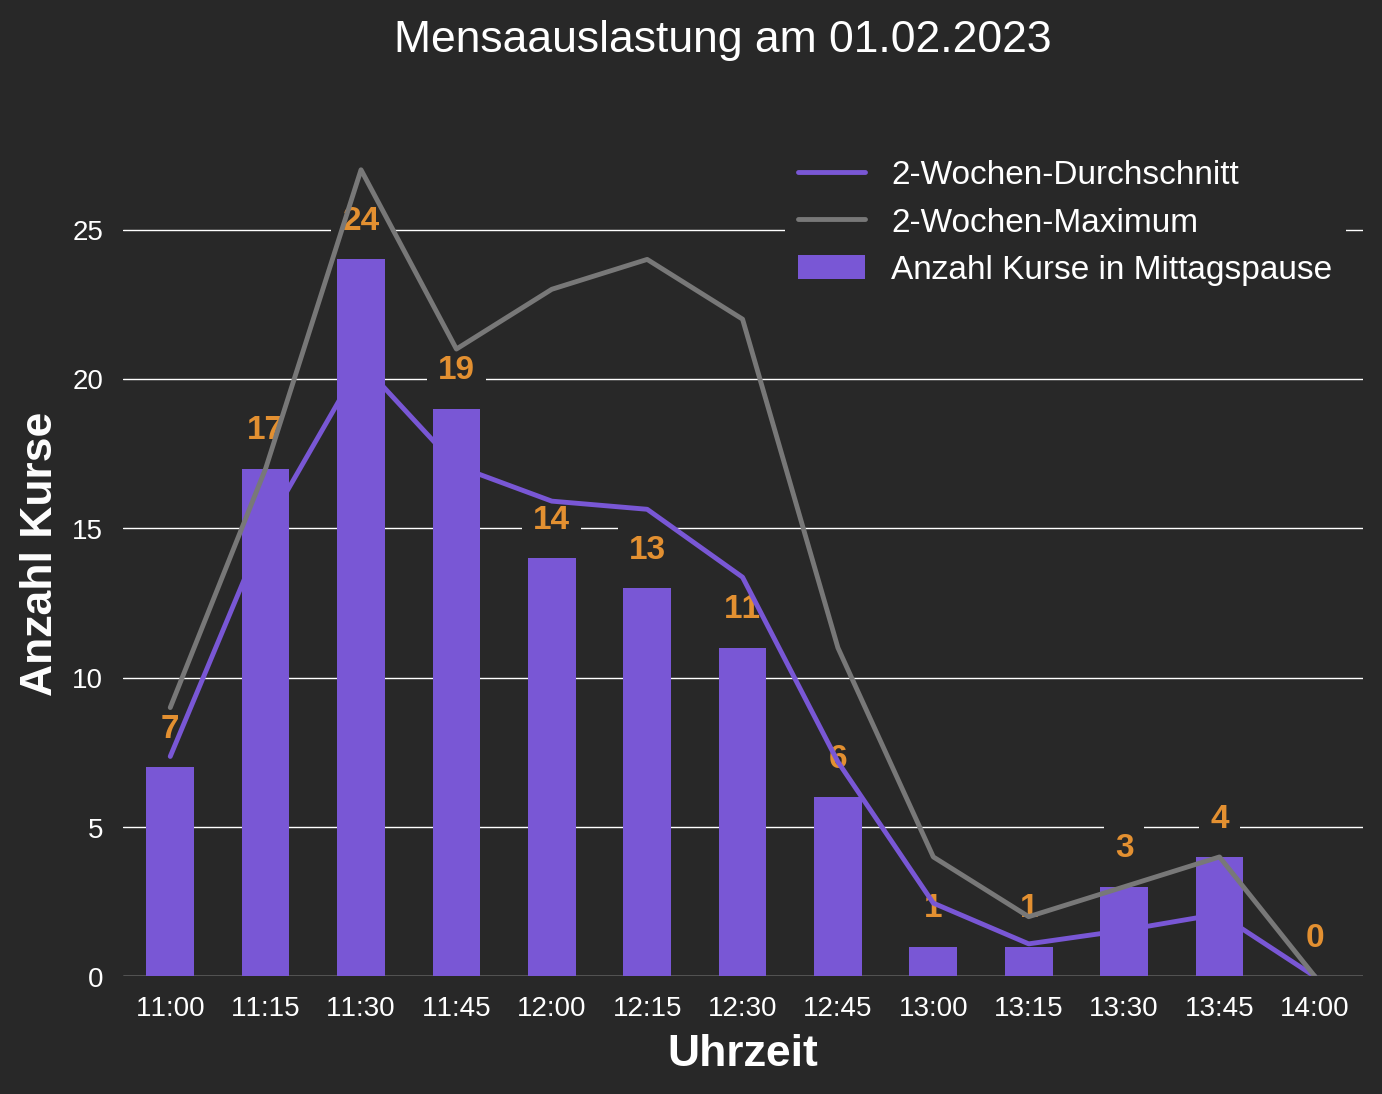 Mensaauslastung am 01.02.2023
2-Wochen-Durchschnitt
2-Wochen-Maximum
Anzahl Kurse in Mittagspause
Anzahl Kurse
25
20
15
10
5
0
7
17
24
19
14
13
11
6
1
1
3
4
0
11:00 11:15 11:30 11:45 12:00 12:15 12:30 12:45 13:00 13:15 13:30 13:45 14:00
Uhrzeit